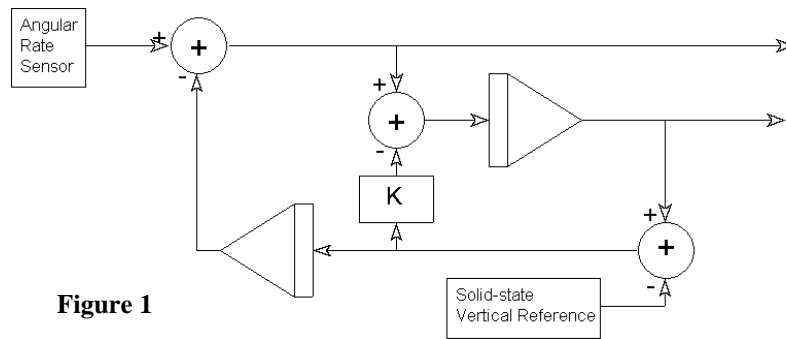 Angular
Rate
Sensor
+
+
-
+
+
-
K
+
+
-
Solid-state
Vertical Reference
Figure 1